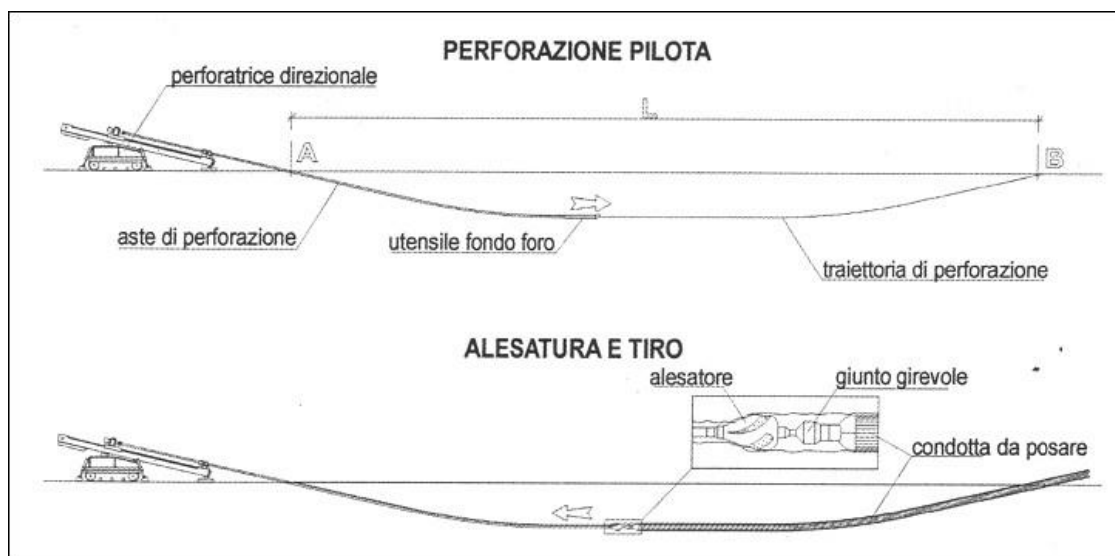 PERFORAZIONE PILOTA
perforatrice direzionale
L
A
B
aste di perforazione
utensile fondo foro
traiettoria di perforazione
ALESATURA E TIRO
alesatore
giunto girevole
condotta da posare